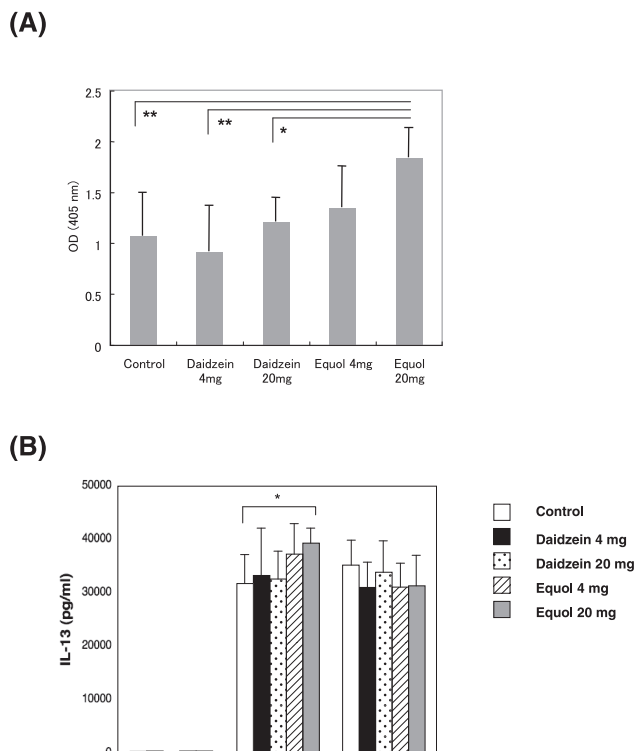 (A)
2.5
2
1.5
1
0.5
0
OD (405 nm)
**
**
*
Control
Daidzein 4mg
Daidzein 20mg
Equol 4mg
Equol 20mg
(B)
50000
40000
30000
20000
10000
0
IL-13 (pg/ml)
*
Control
Daidzein 4 mg
Daidzein 20 mg
Equol 4 mg
Equol 20 mg